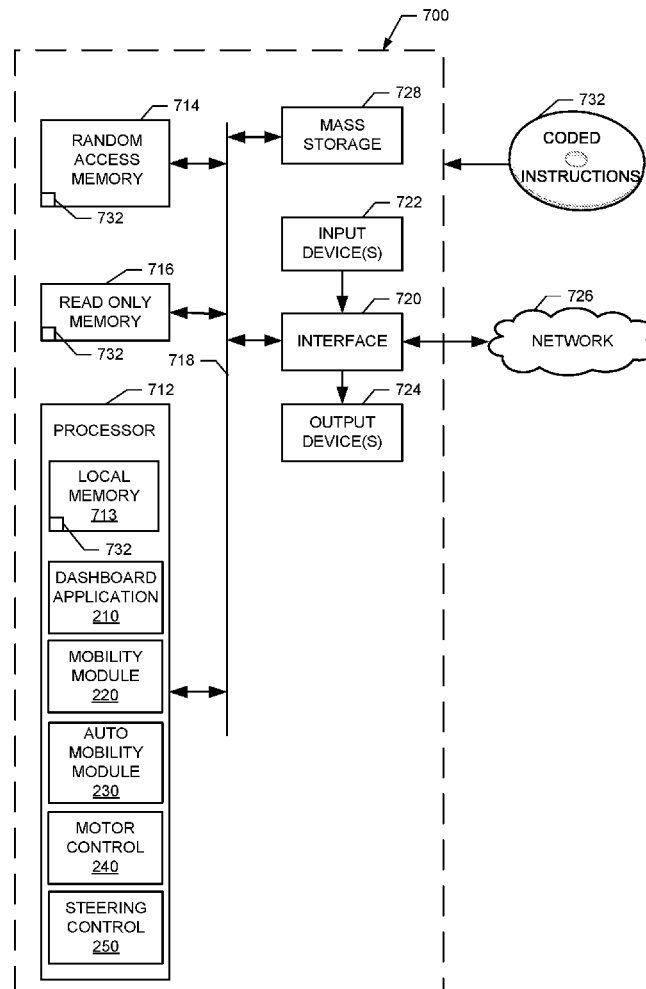 700
714
RANDOM
ACCESS
MEMORY
732
728
MASS
STORAGE
732
CODED
INSTRUCTIONS
722
INPUT
DEVICE(S)
716
READ ONLY
MEMORY
732
720
INTERFACE
726
NETWORK
718
724
OUTPUT
DEVICE(S)
712
PROCESSOR
LOCAL
MEMORY
713
732
DASHBOARD
APPLICATION
210
MOBILITY
MODULE
220
AUTO
MOBILITY
MODULE
230
MOTOR
CONTROL
240
STEERING
CONTROL
250